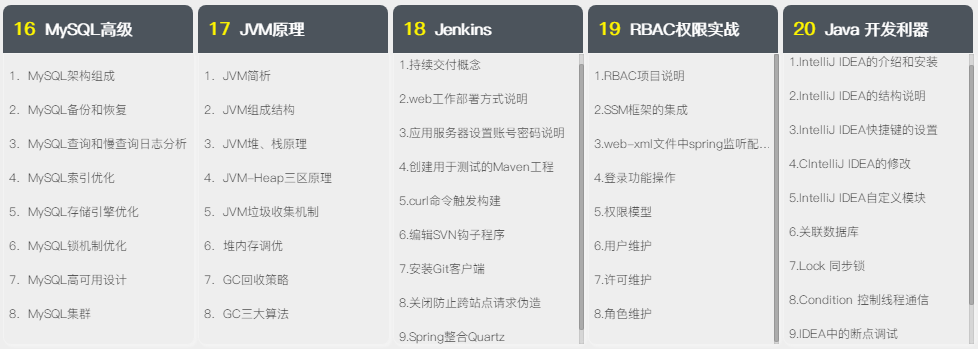 16 MySQL高级
1. MySQL架构组成
2. MySQL备份和恢复
3. MySQL查询和慢查询日志分析
4. MySQL索引优化
5. MySQL存储引擎优化
6. MySQL锁机制优化
7. MySQL高可用设计
8. MySQL集群
17 JVM原理
1. JVM简析
2. JVM组成结构
3. JVM堆、栈原理
4. JVM-Heap三区原理
5. JVM垃圾收集机制
6. 堆内存调优
7. GC回收策略
8. GC三大算法
18 Jenkins
1.持续交付概念
2.web工作部署方式说明
3.应用服务器设置账号密码说明
4.创建用于测试的Maven工程
5.curl命令触发构建
6.编辑SVN钩子程序
7.安装Git客户端
8.关闭防止跨站点请求伪造
9.Spring整合Quartz
19 RBAC权限实战
1.RBAC项目说明
2.SSM框架的集成
3.web-xml文件中spring监听配...
4.登录功能操作
5.权限模型
6.用户维护
7.许可维护
8.角色维护
20 Java 开发利器
1.IntelliJ IDEA的介绍和安装
2.IntelliJ IDEA的结构说明
3.IntelliJ IDEA快捷键的设置
4.CIntelliJ IDEA的修改
5.IntelliJ IDEA自定义模块
6.关联数据库
7.Lock 同步锁
8.Condition 控制线程通信
9.IDEA中的断点调试